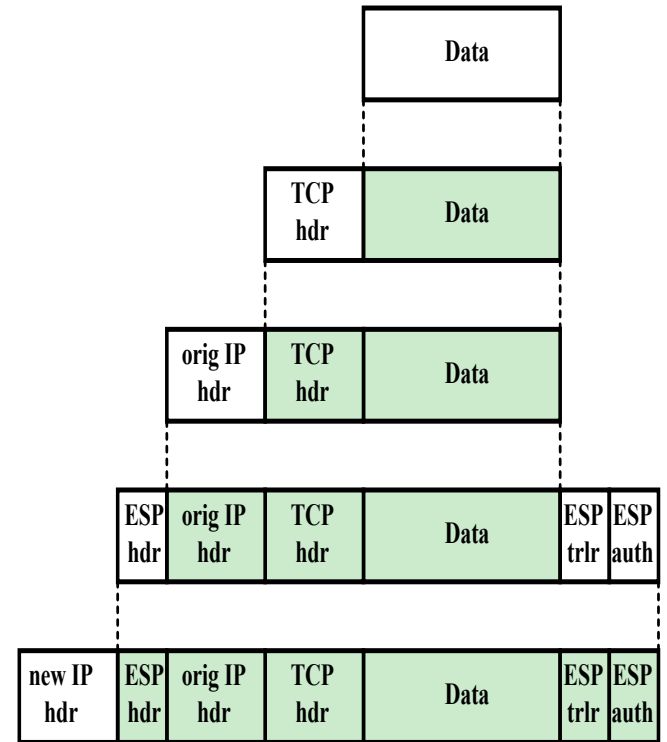 Data
TCP hdr Data
orig IP hdr TCP hdr Data
ESP hdr orig IP hdr TCP hdr Data ESP trlr ESP auth
new IP hdr ESP hdr orig IP hdr TCP hdr Data ESP trlr ESP auth